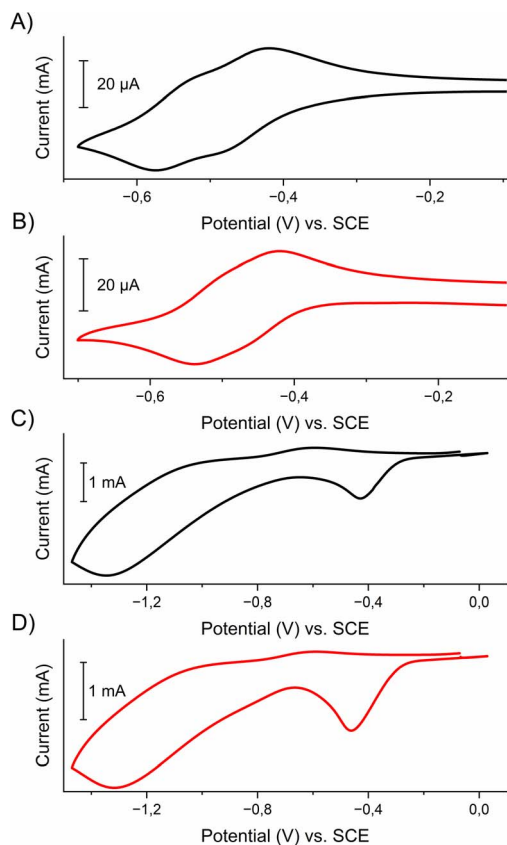 A)
Current (mA)
20 µA
−0,6
−0,4
−0,2
Potential (V) vs. SCE
B)
Current (mA)
20 µA
−0,6
−0,4
−0,2
Potential (V) vs. SCE
C)
Current (mA)
1 mA
−1,2
−0,8
−0,4
0,0
Potential (V) vs. SCE
D)
Current (mA)
1 mA
−1,2
−0,8
−0,4
0,0
Potential (V) vs. SCE